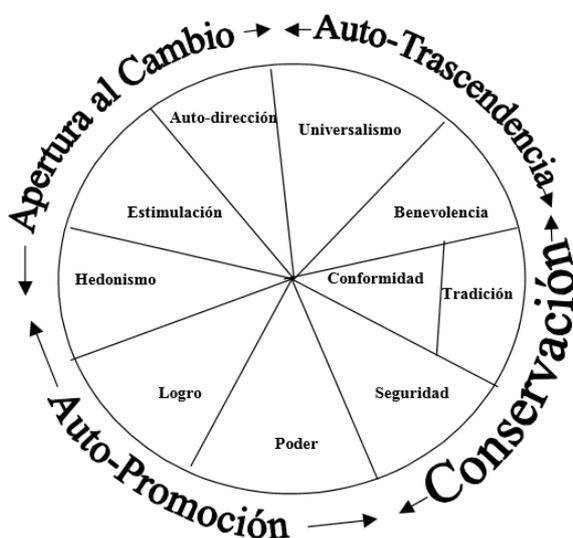 Apertura al Cambio
Auto-Trascendencia
Auto-dirección
Universalismo
Estimulación
Benevolencia
Hedonismo
Conformidad
Tradición
Logro
Seguridad
Poder
Auto-Promoción
Conservación